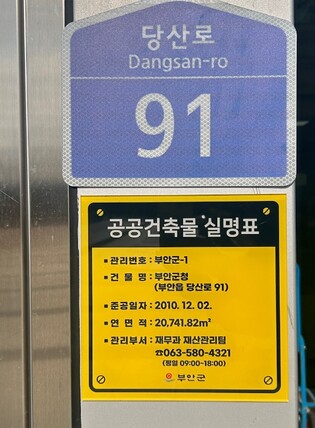 당산로
Dangsan-ro
91
공공건축물 실명표
▪ 관리번호 : 부안군-1
▪ 건 물 명 : 부안군청
(부안읍 당산로 91)
▪ 준공일자 : 2010. 12. 02.
▪ 연 면 적 : 20,741.82㎡
▪ 관리부서 : 재무과 재산관리팀
☎063-580-4321
(평일 09:00~18:00)
부안군